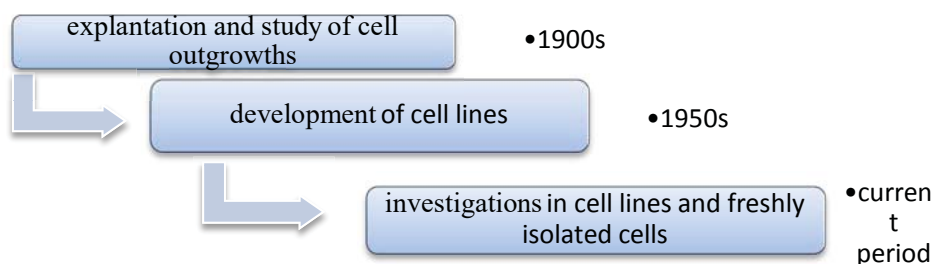 explantation and study of cell
outgrowths
•1900s
development of cell lines
•1950s
investigations in cell lines and freshly
isolated cells
•curren
t
period